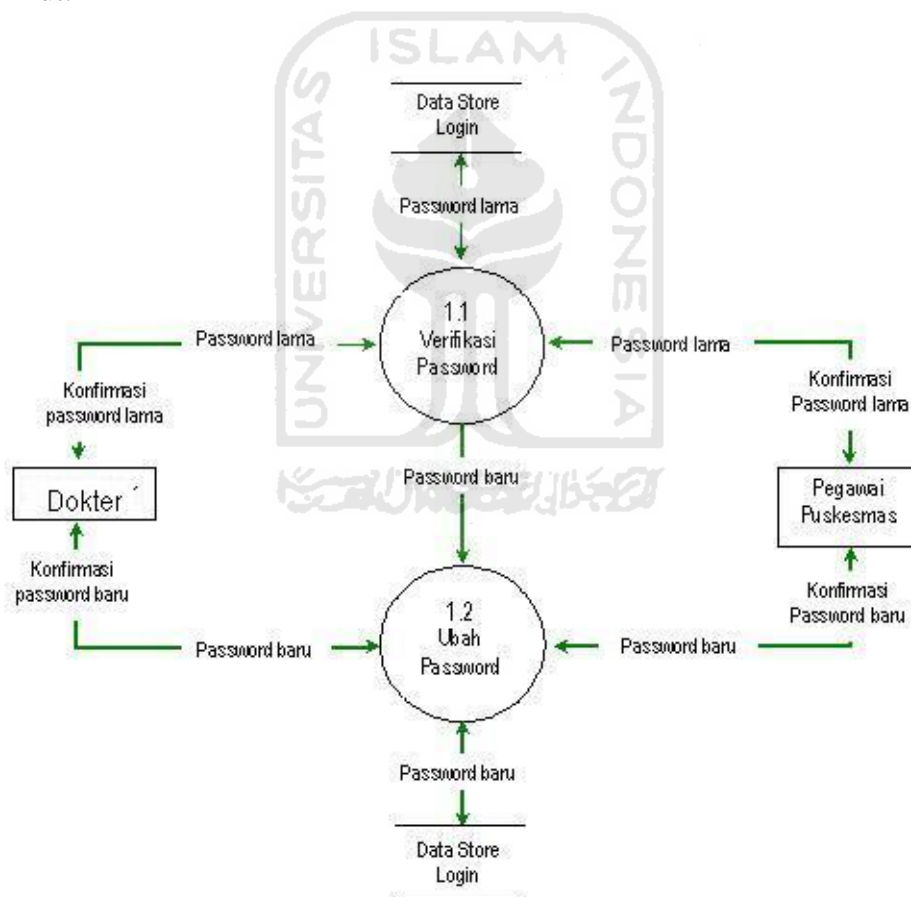 ISLAM
UNIVERSITAS
INDONESIA
Data Store
Login
Password lama
1.1
Verifikasi
Password
Password lama
Password lama
Konfirmasi
password lama
Konfirmasi
Password lama
Password baru
Dokter
Pegawai
Puskesmas
Konfirmasi
password baru
Konfirmasi
Password baru
1.2
Ubah
Password
Password baru
Password baru
Password baru
Data Store
Login